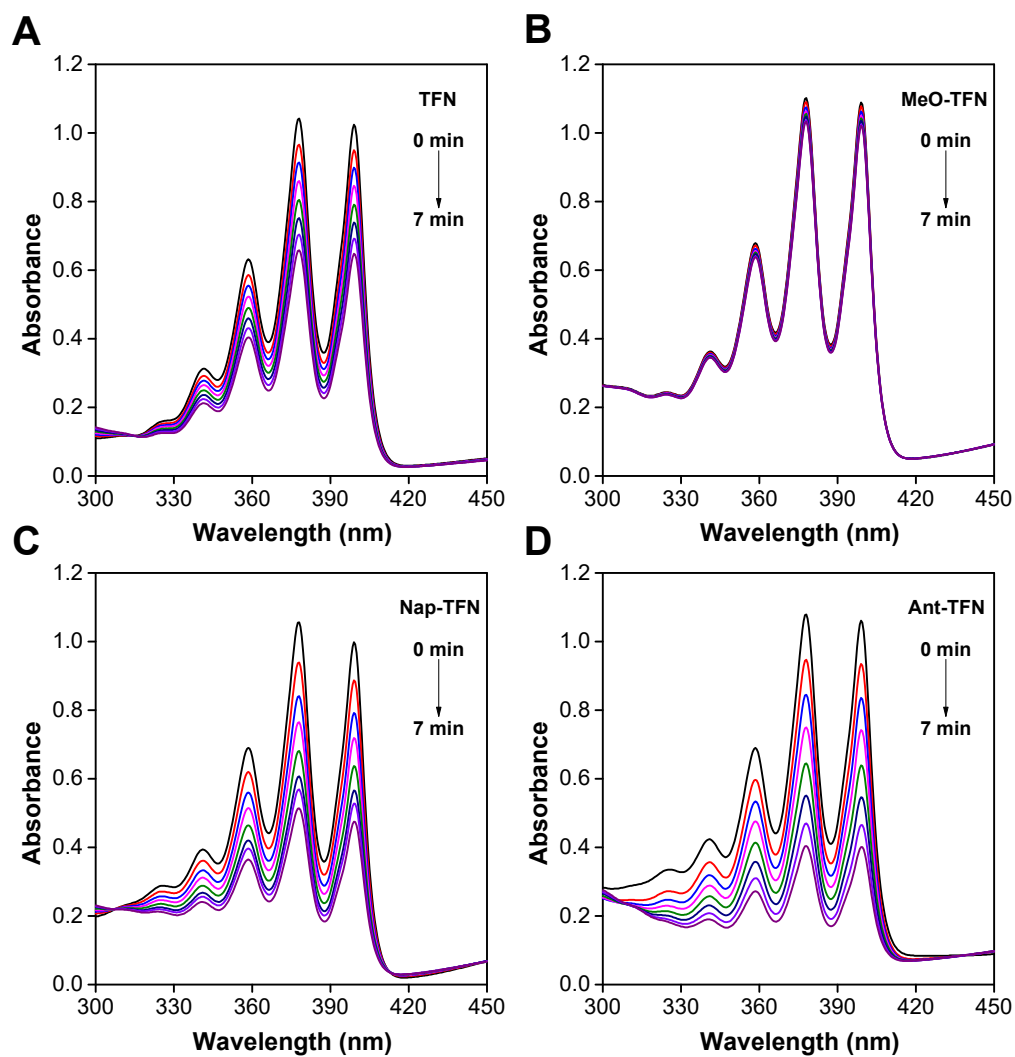 A
B
1.2
1.0
0.8
0.6
0.4
0.2
0.0
Absorbance
TFN
0 min
7 min
300 330 360 390 420 450
Wavelength (nm)
1.2
1.0
0.8
0.6
0.4
0.2
0.0
Absorbance
MeO-TFN
0 min
7 min
300 330 360 390 420 450
Wavelength (nm)
C
D
1.2
1.0
0.8
0.6
0.4
0.2
0.0
Absorbance
Nap-TFN
0 min
7 min
300 330 360 390 420 450
Wavelength (nm)
1.2
1.0
0.8
0.6
0.4
0.2
0.0
Absorbance
Ant-TFN
0 min
7 min
300 330 360 390 420 450
Wavelength (nm)